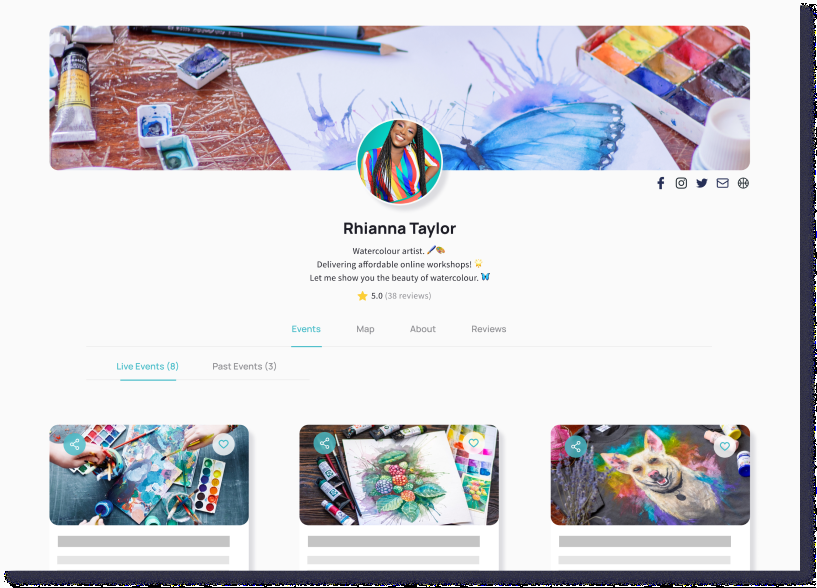 Rhianna Taylor
Watercolour artist. 🖌️🎨
Delivering affordable online workshops! 💡
Let me show you the beauty of watercolour. 🦋
⭐ 5.0 (38 reviews)
Events Map About Reviews
Live Events (8) Past Events (3)